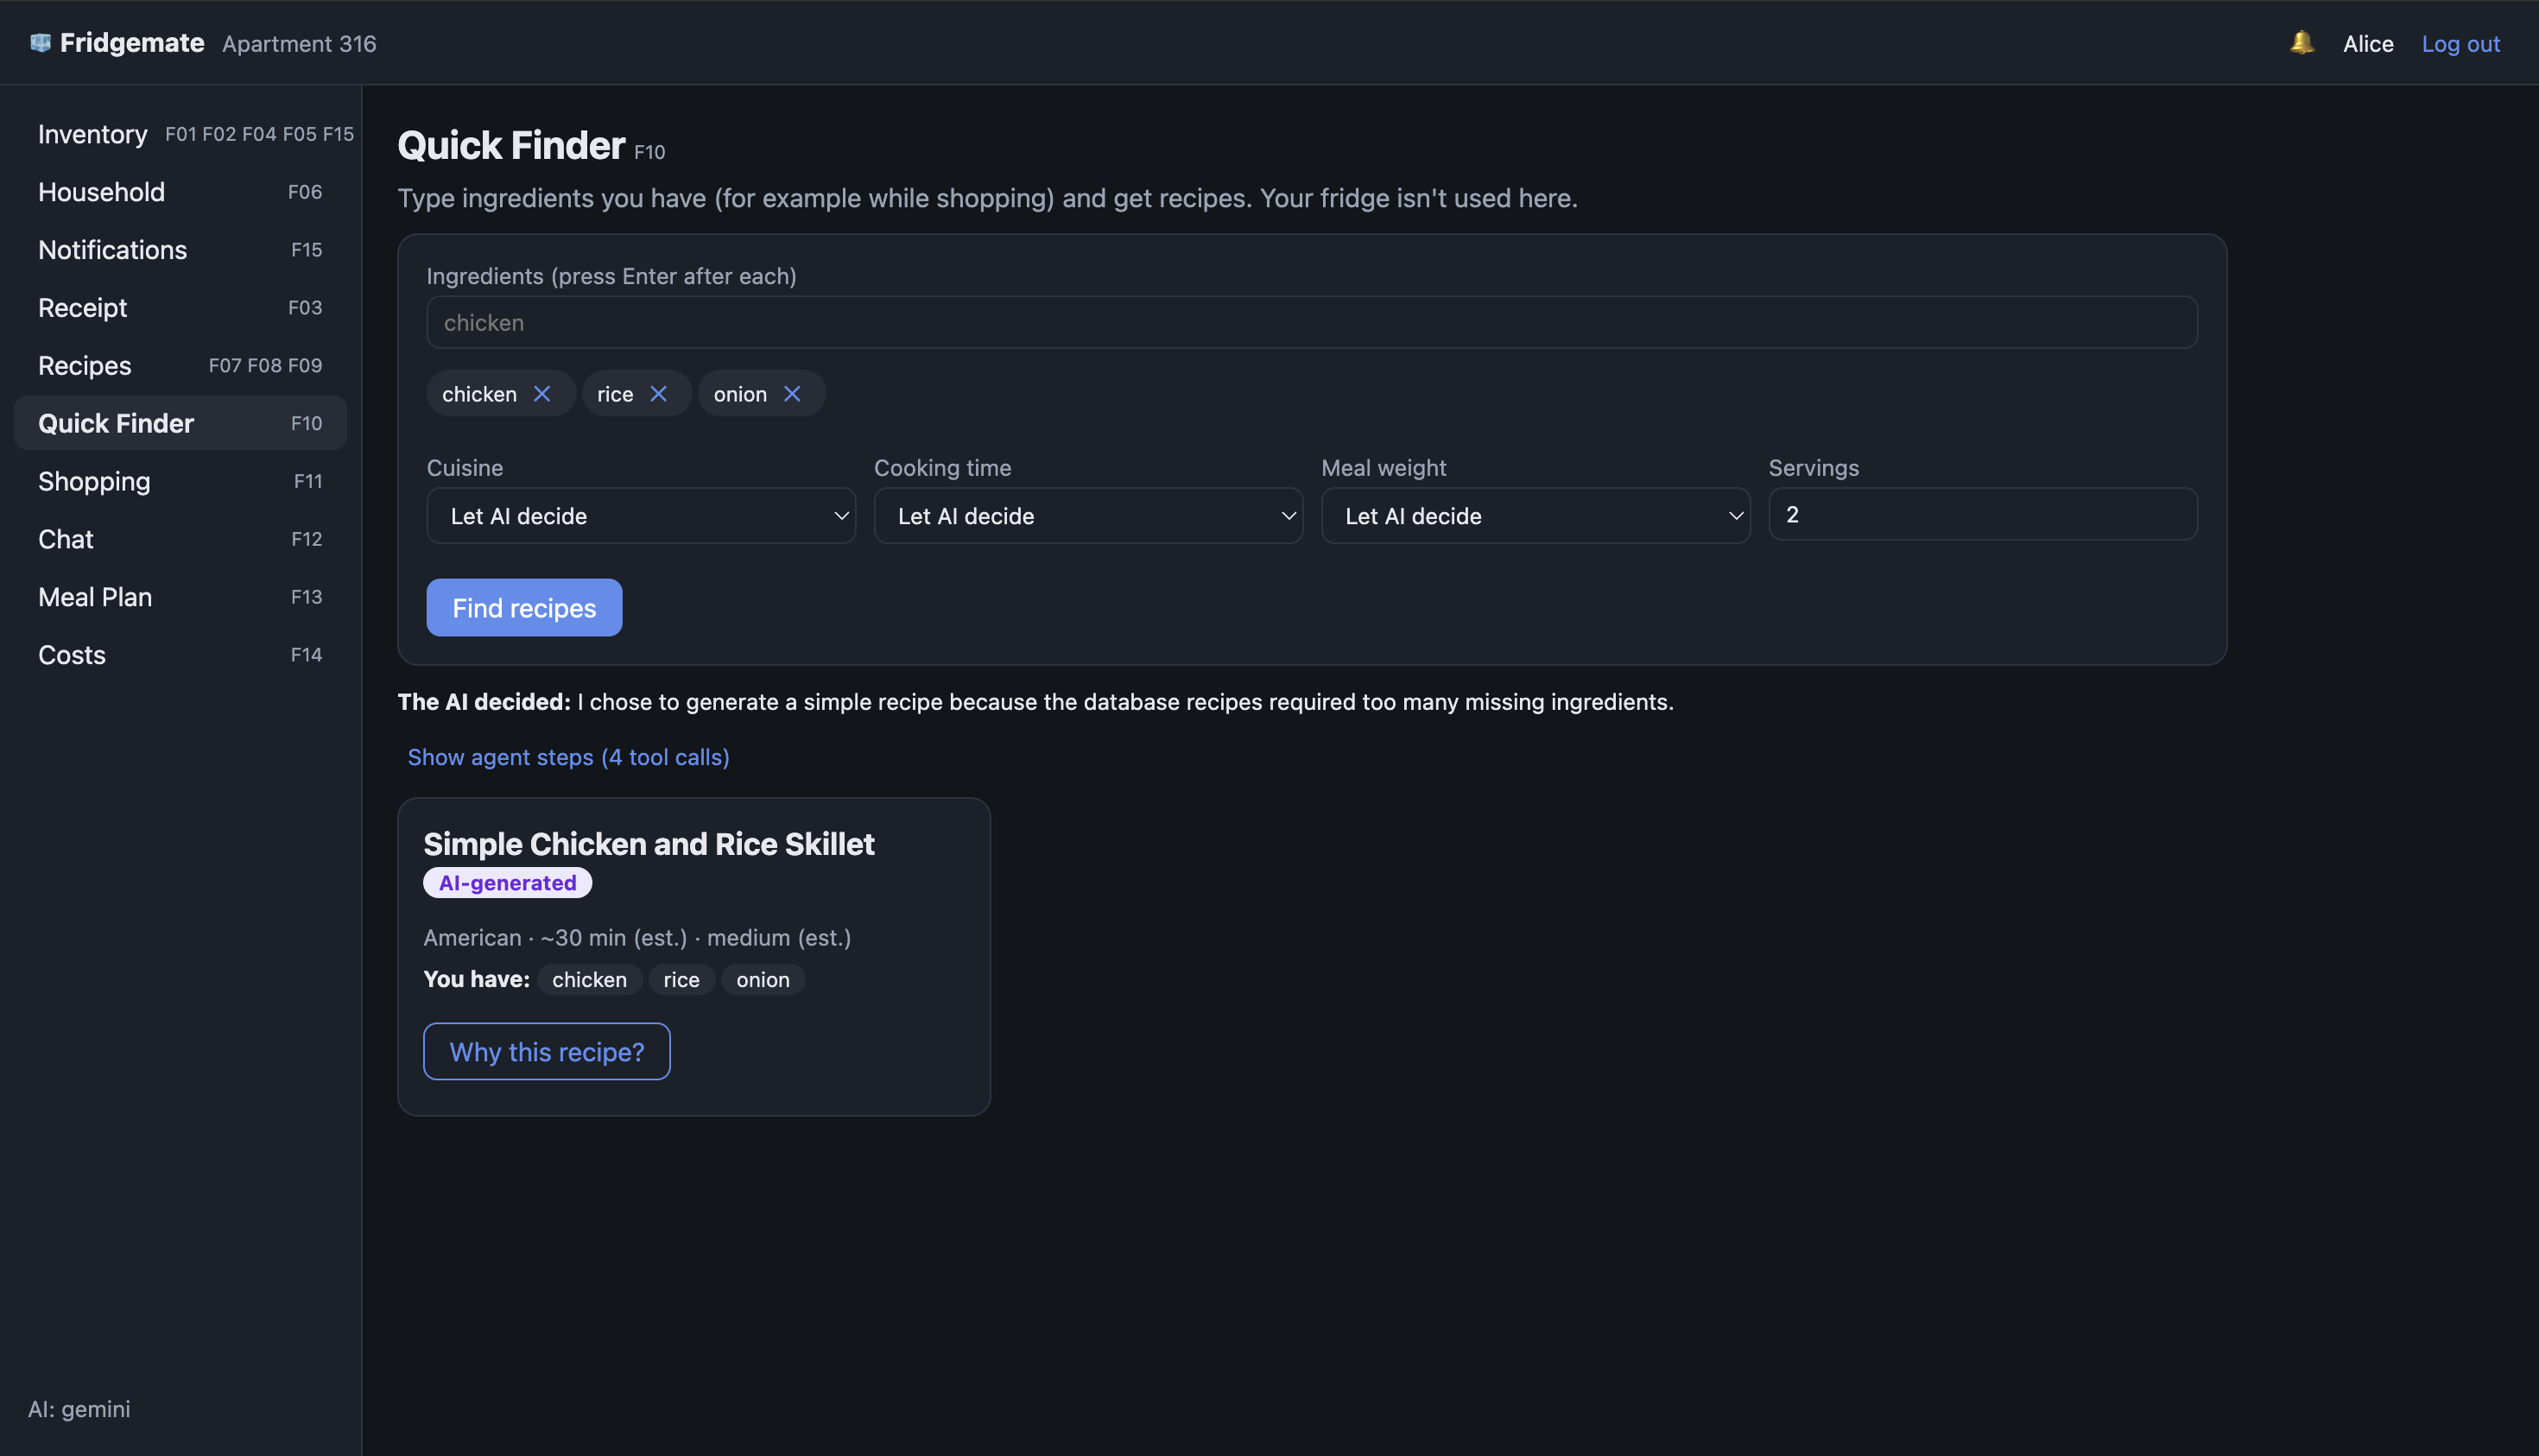 Fridgemate Apartment 316
Alice Log out
Inventory F01 F02 F04 F05 F15
Household F06
Notifications F15
Receipt F03
Recipes F07 F08 F09
Quick Finder F10
Shopping F11
Chat F12
Meal Plan F13
Costs F14
AI: gemini
Quick Finder F10
Type ingredients you have (for example while shopping) and get recipes. Your fridge isn't used here.
Ingredients (press Enter after each)
chicken
chicken ✕ rice ✕ onion ✕
Cuisine Cooking time Meal weight Servings
Let AI decide Let AI decide Let AI decide 2
Find recipes
The AI decided: I chose to generate a simple recipe because the database recipes required too many missing ingredients.
Show agent steps (4 tool calls)
Simple Chicken and Rice Skillet
AI-generated
American · ~30 min (est.) · medium (est.)
You have: chicken rice onion
Why this recipe?